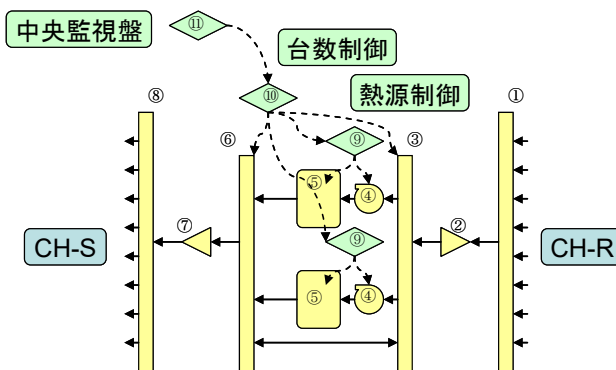 中央監視盤
⑪
台数制御
⑩
熱源制御
⑧
①
⑥
③
⑨
⑤
④
⑦
②
CH-S
⑨
CH-R
⑤
④